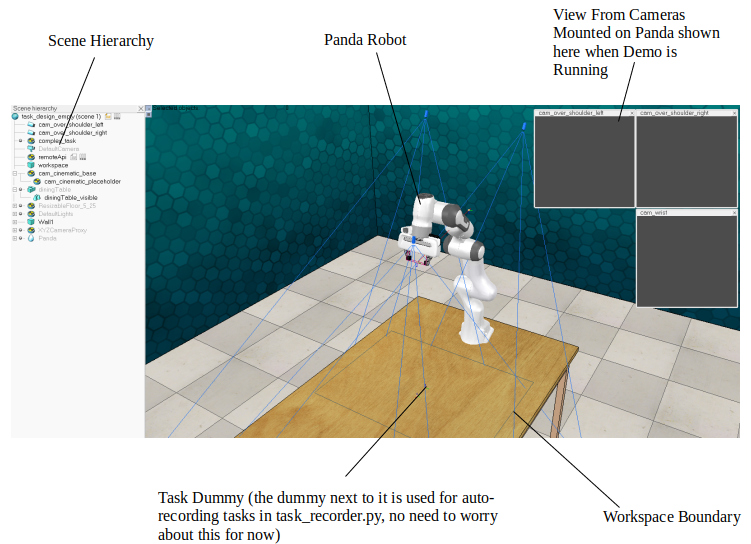 Scene Hierarchy
Panda Robot
View From Cameras
Mounted on Panda shown
here when Demo is
Running
Scene hierarchy
Selected objects:
task_design_empty (scene 1)
cam_over_shoulder_left
cam_over_shoulder_right
complex_task
DefaultCamera
remoteApi
workspace
cam_cinematic_base
cam_cinematic_placeholder
diningTable
diningTable_visible
ResizableFloor_5_25
DefaultLights
Wall1
XYZCameraProxy
Panda
cam_over_shoulder_left
cam_over_shoulder_right
cam_wrist
Task Dummy (the dummy next to it is used for auto-
recording tasks in task_recorder.py, no need to worry
about this for now)
Workspace Boundary